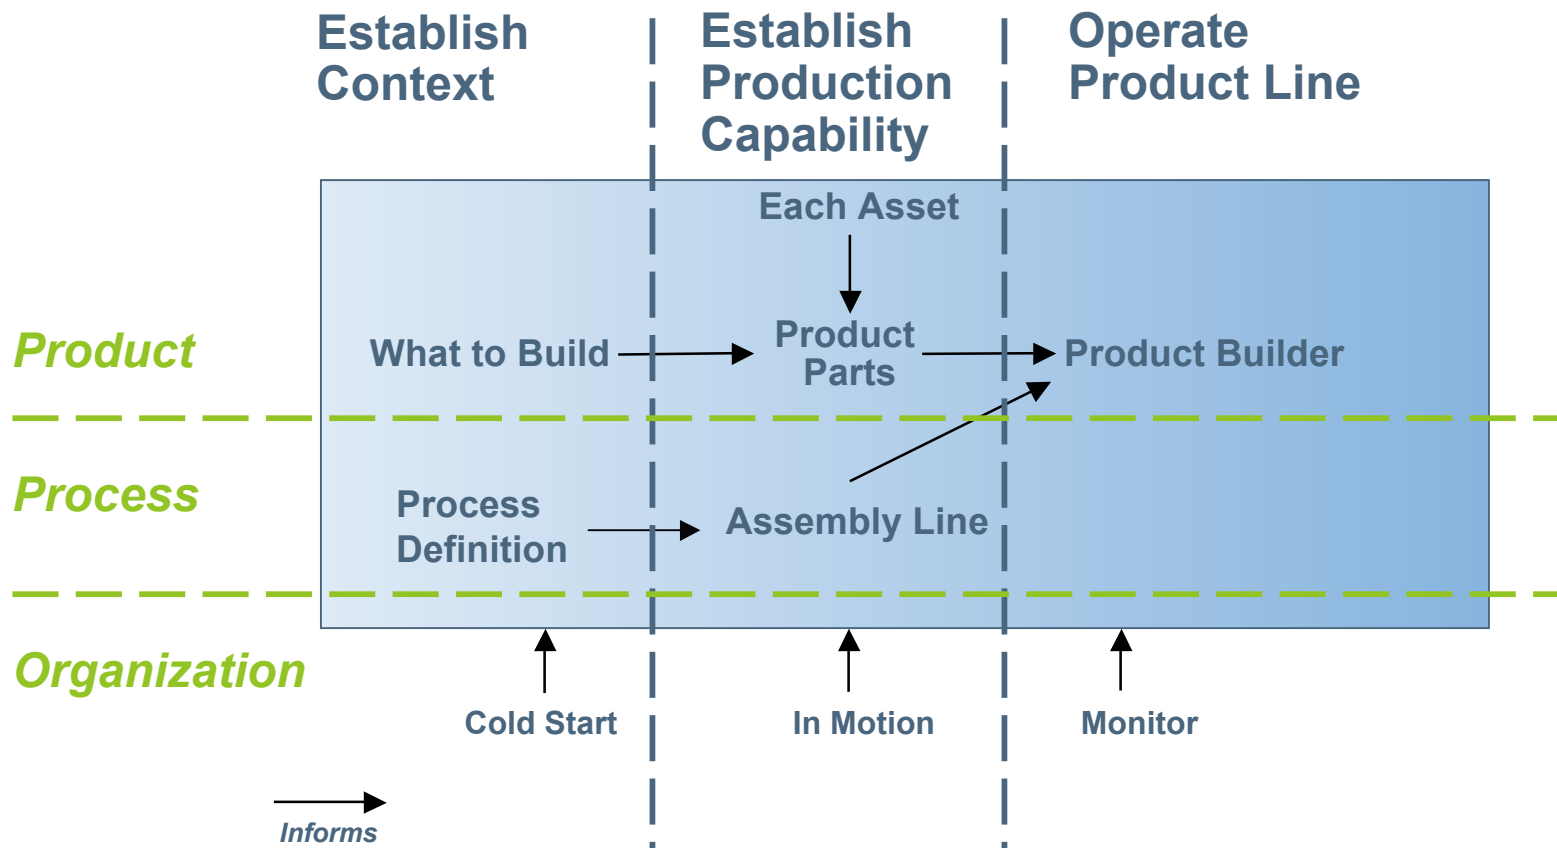 Establish
Context
Establish
Production
Capability
Operate
Product Line
Each Asset
Product
What to Build
Product
Parts
Product Builder
Process
Process
Definition
Assembly Line
Organization
Cold Start
In Motion
Monitor
Informs